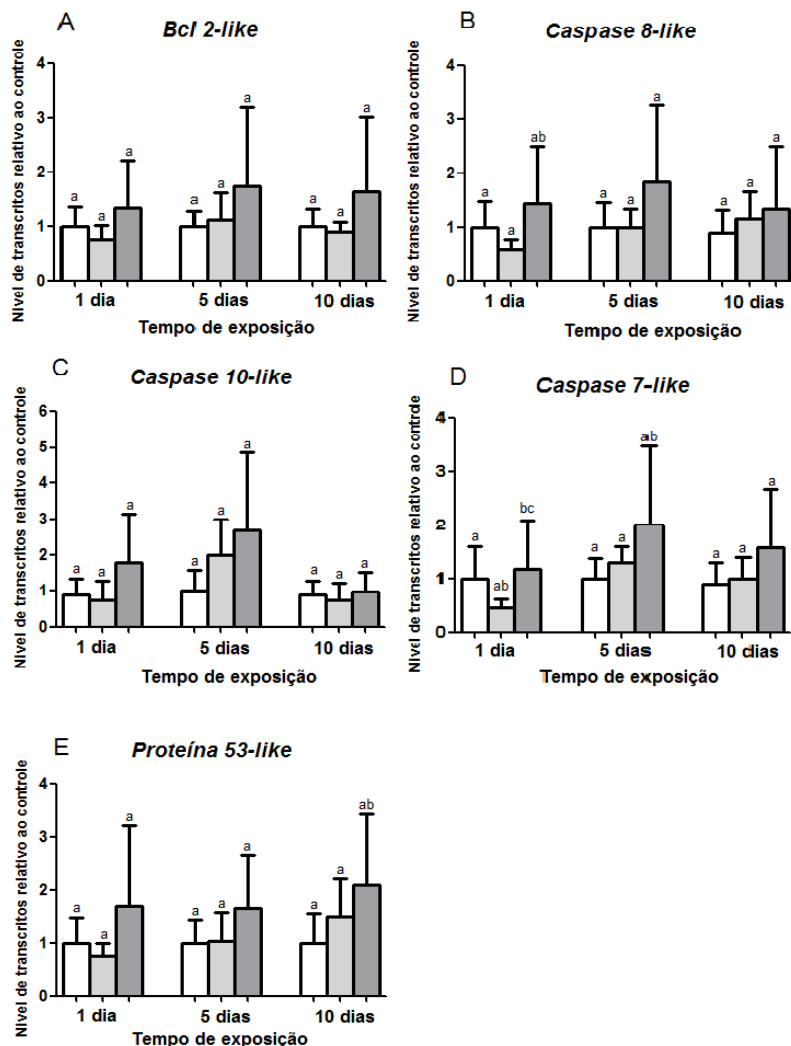 A
Bcl 2-like
Nível de transcritos relativo ao controle
4
3
2
1
0
a
a
a
a
a
a
a
a
a
1 dia
5 dias
10 dias
Tempo de exposição
B
Caspase 8-like
Nível de transcritos relativo ao controle
4
3
2
1
0
a
a
ab
a
a
a
a
a
a
1 dia
5 dias
10 dias
Tempo de exposição
C
Caspase 10-like
Nível de transcritos relativo ao controle
6
5
4
3
2
1
0
a
a
a
a
a
a
a
a
a
1 dia
5 dias
10 dias
Tempo de exposição
D
Caspase 7-like
Nível de transcritos relativo ao controle
4
3
2
1
0
a
ab
bc
a
a
ab
a
a
a
1 dia
5 dias
10 dias
Tempo de exposição
E
Proteína 53-like
Nível de transcritos relativo ao controle
4
3
2
1
0
a
a
a
a
a
a
a
a
ab
1 dia
5 dias
10 dias
Tempo de exposição